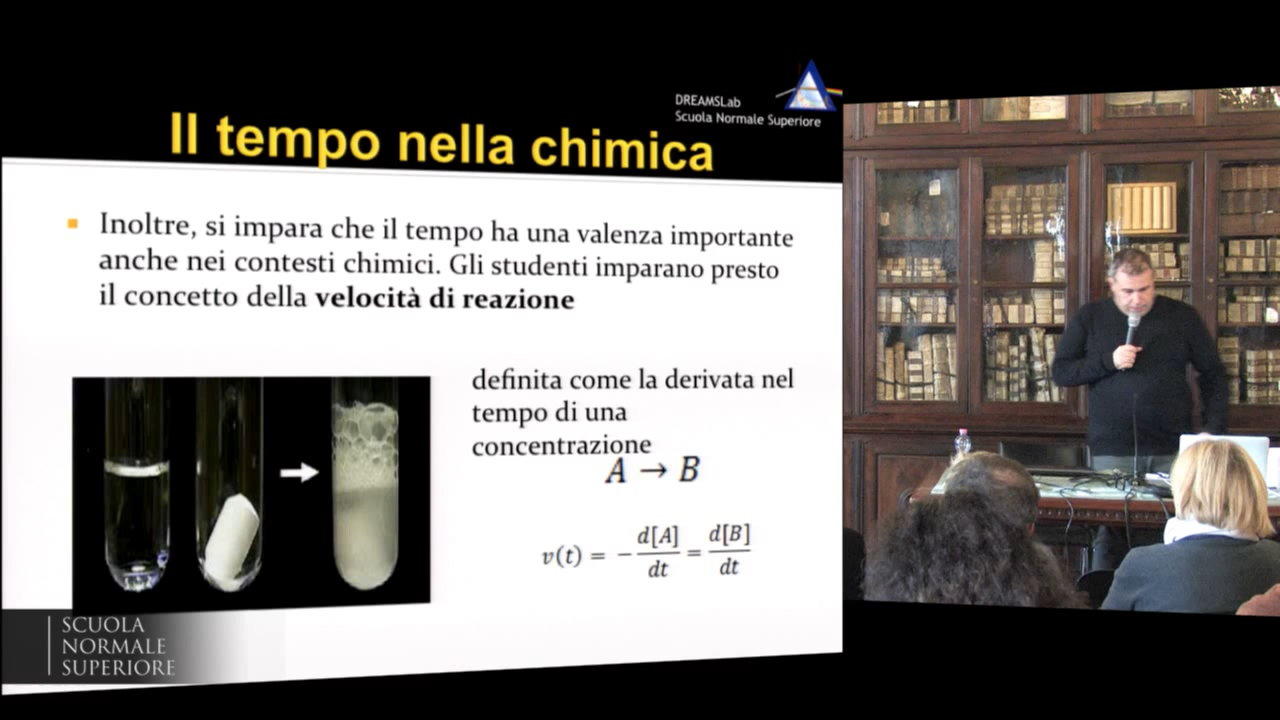 DREAMSLab
Scuola Normale Superiore
Il tempo nella chimica
Inoltre, si impara che il tempo ha una valenza importante
anche nei contesti chimici. Gli studenti imparano presto
il concetto della velocità di reazione
definita come la derivata nel
tempo di una
concentrazione
A → B
v(t) = − d[A]/dt = d[B]/dt
SCUOLA
NORMALE
SUPERIORE